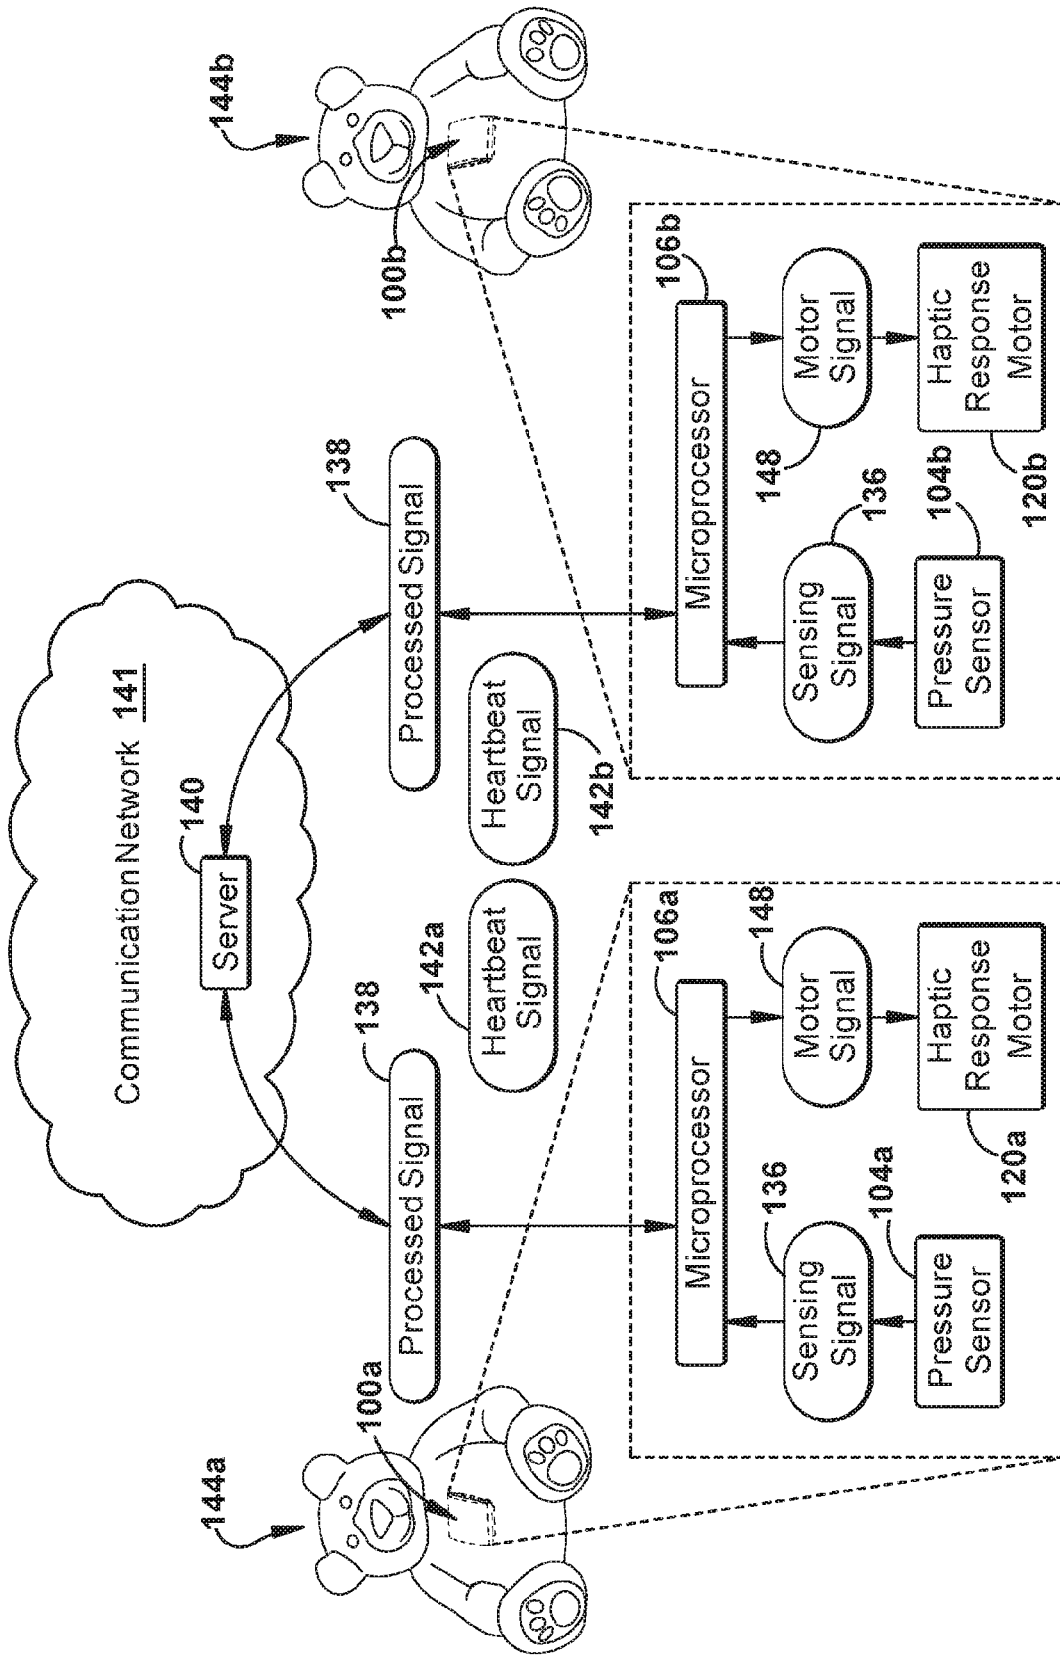 Communication Network 141
140
Server
144a
100a
144b
100b
138
Processed Signal
138
Processed Signal
142a
Heartbeat
Signal
Heartbeat
Signal
142b
106a
Microprocessor
136
Sensing
Signal
148
Motor
Signal
104a
Pressure
Sensor
120a
Haptic
Response
Motor
106b
Microprocessor
136
Sensing
Signal
148
Motor
Signal
104b
Pressure
Sensor
120b
Haptic
Response
Motor